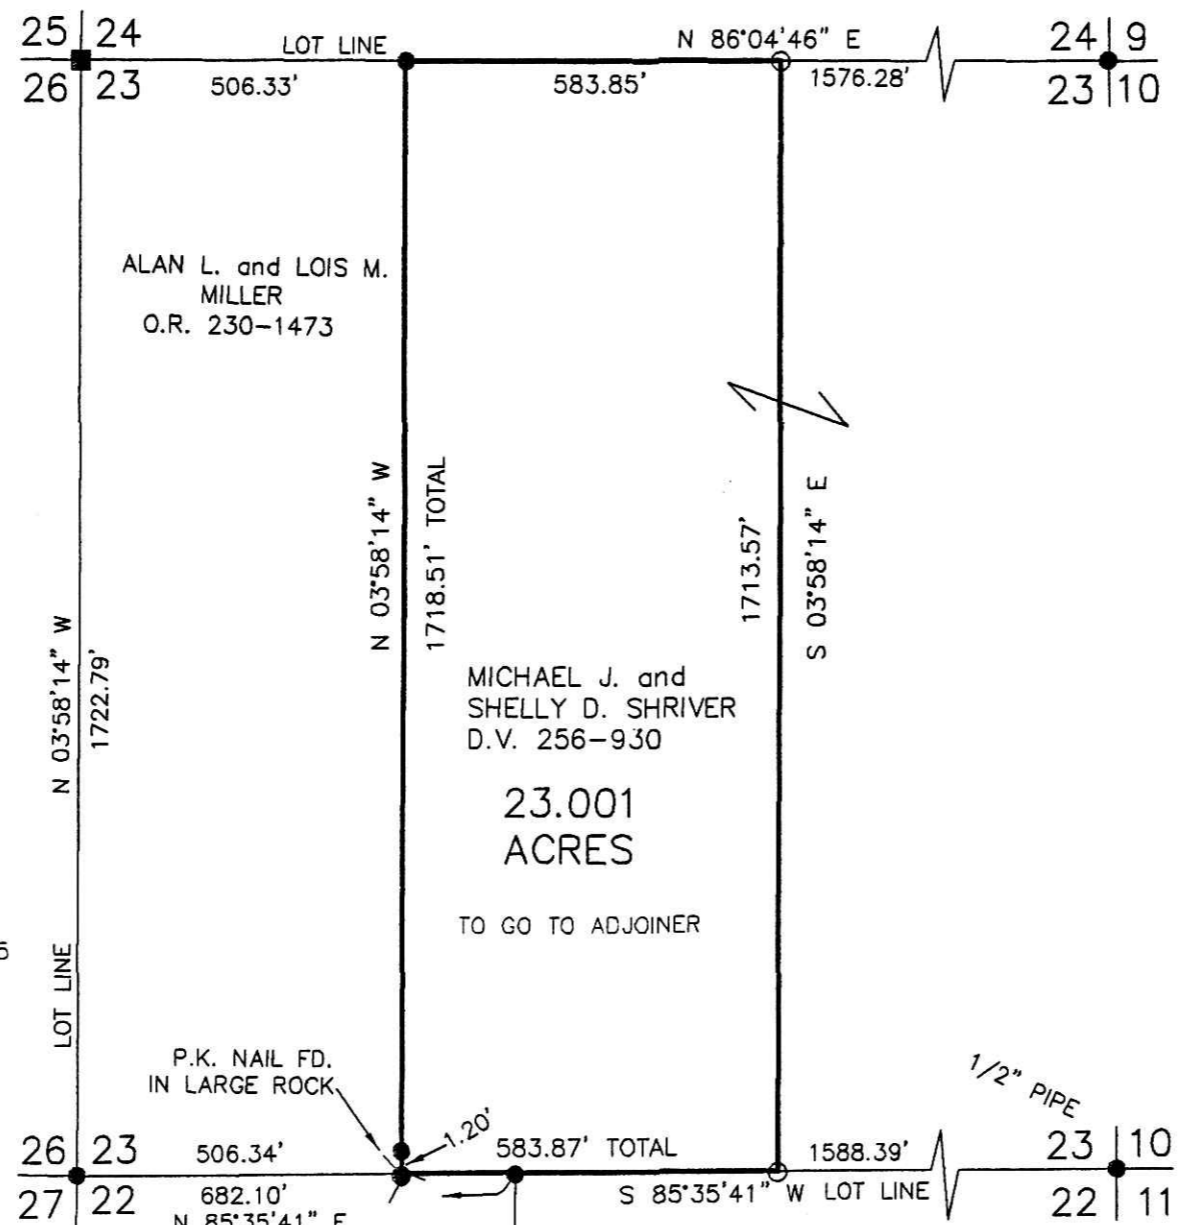 25 24
26 23
LOT LINE
506.33'
583.85'
N 86°04'46" E
1576.28'
24 9
23 10
ALAN L. and LOIS M.
MILLER
O.R. 230-1473
N 03°58'14" W
1718.51' TOTAL
1713.57'
S 03°58'14" E
N 03°58'14" W
1722.79'
LOT LINE
MICHAEL J. and
SHELLY D. SHRIVER
D.V. 256-930
23.001
ACRES
TO GO TO ADJOINER
P.K. NAIL FD.
IN LARGE ROCK
1.20'
1/2" PIPE
26 23
27 22
506.34'
682.10'
N 85°35'41" E
583.87' TOTAL
S 85°35'41" W LOT LINE
1588.39'
23 10
22 11